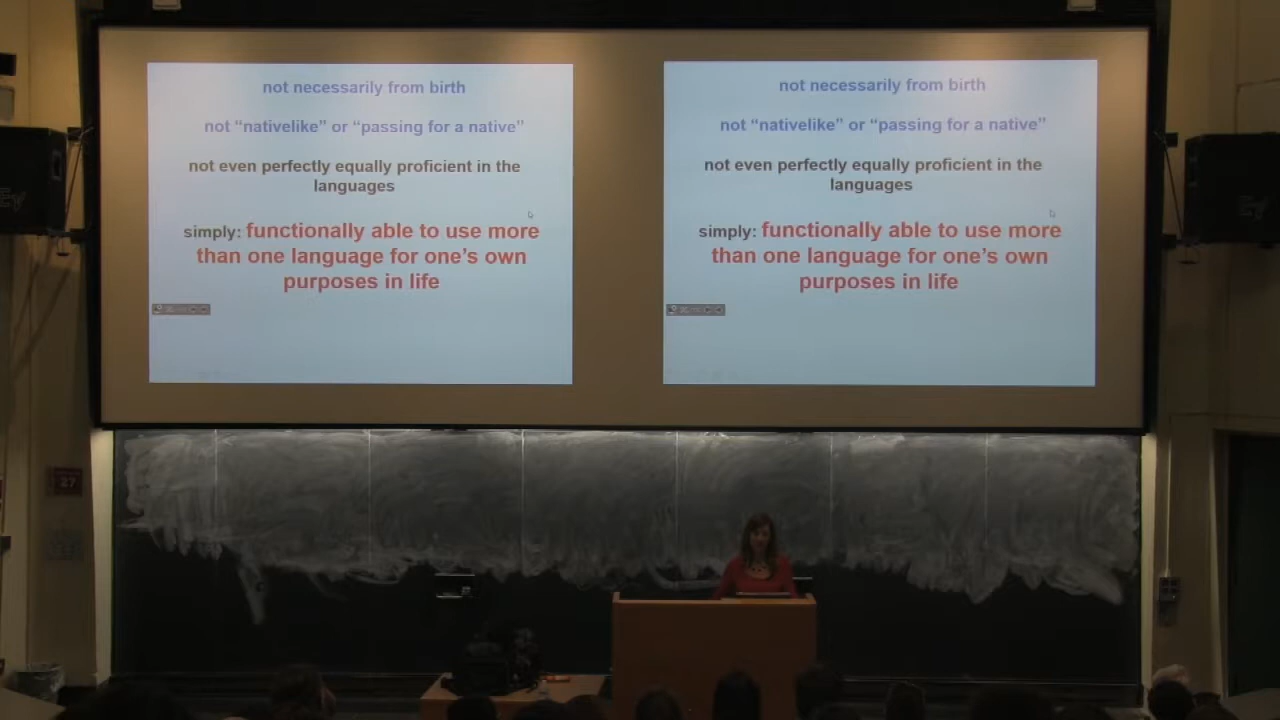 not necessarily from birth
not “nativelike” or “passing for a native”
not even perfectly equally proficient in the
languages
simply: functionally able to use more
than one language for one’s own
purposes in life
not necessarily from birth
not “nativelike” or “passing for a native”
not even perfectly equally proficient in the
languages
simply: functionally able to use more
than one language for one’s own
purposes in life
27